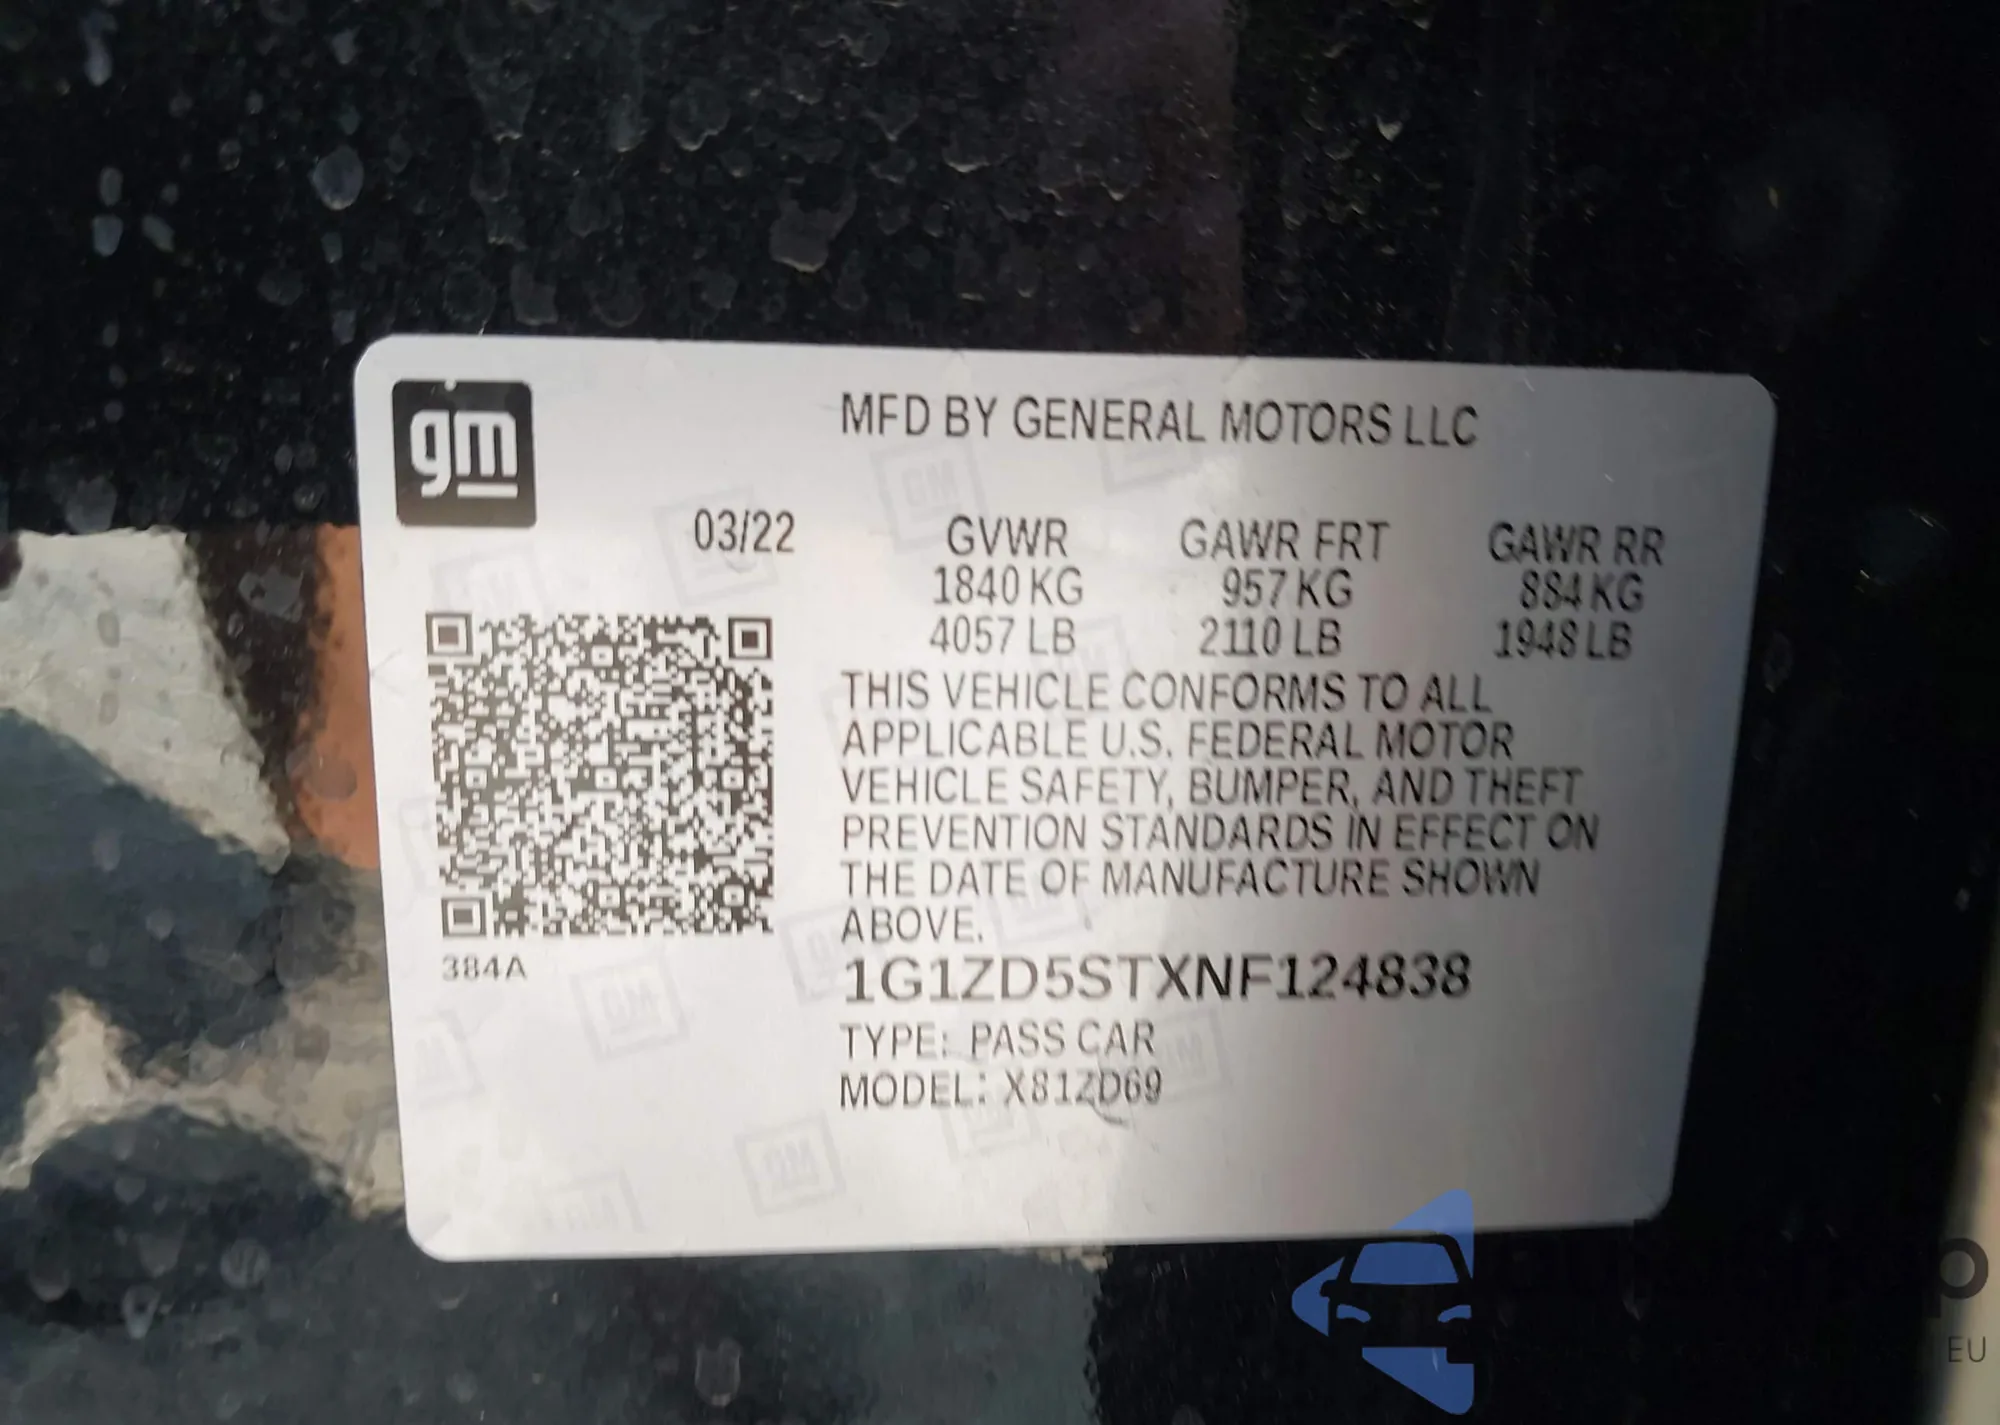 gm
MFD BY GENERAL MOTORS LLC
03/22
GVWR GAWR FRT GAWR RR
1840 KG 957 KG 884 KG
4057 LB 2110 LB 1948 LB
THIS VEHICLE CONFORMS TO ALL
APPLICABLE U.S. FEDERAL MOTOR
VEHICLE SAFETY, BUMPER, AND THEFT
PREVENTION STANDARDS IN EFFECT ON
THE DATE OF MANUFACTURE SHOWN
ABOVE.
384A
1G1ZD5STXNF124838
TYPE: PASS CAR
MODEL: X81ZD69
EU